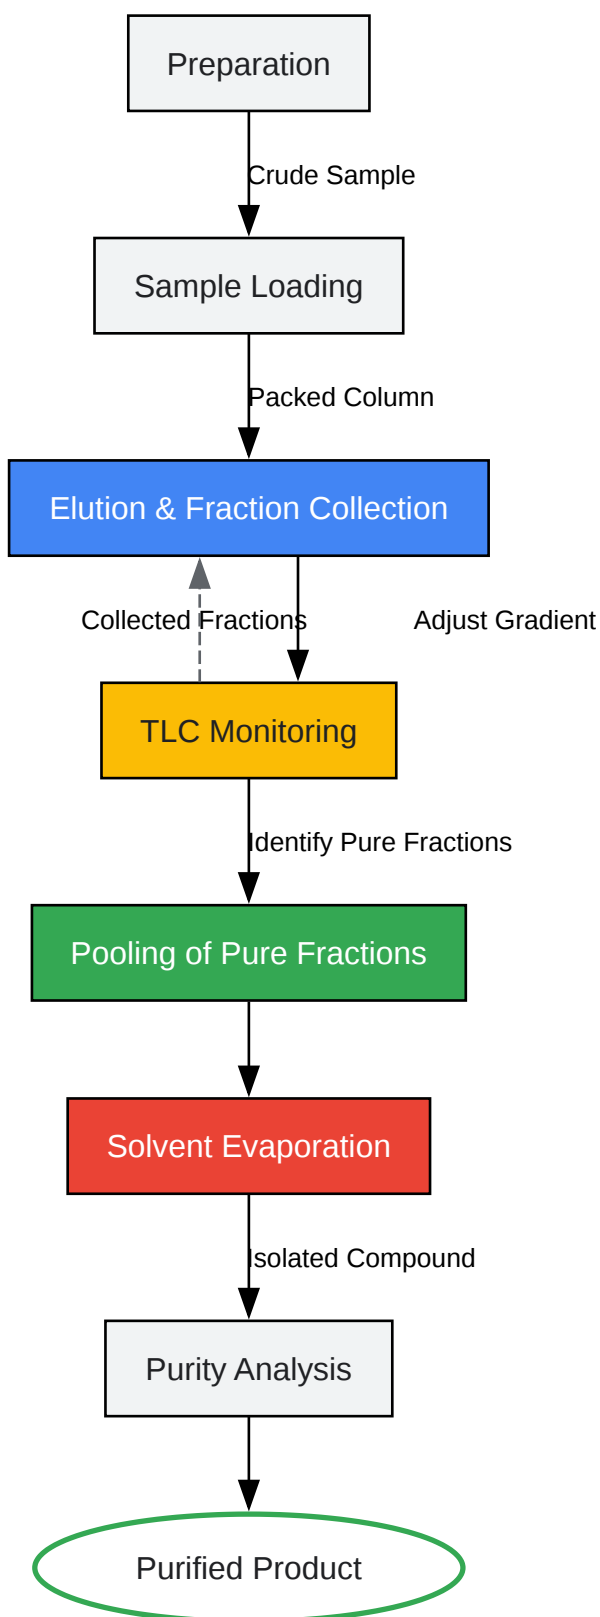 Preparation
Crude Sample
Sample Loading
Packed Column
Elution & Fraction Collection
Collected Fractions
Adjust Gradient
TLC Monitoring
Identify Pure Fractions
Pooling of Pure Fractions
Solvent Evaporation
Isolated Compound
Purity Analysis
Purified Product